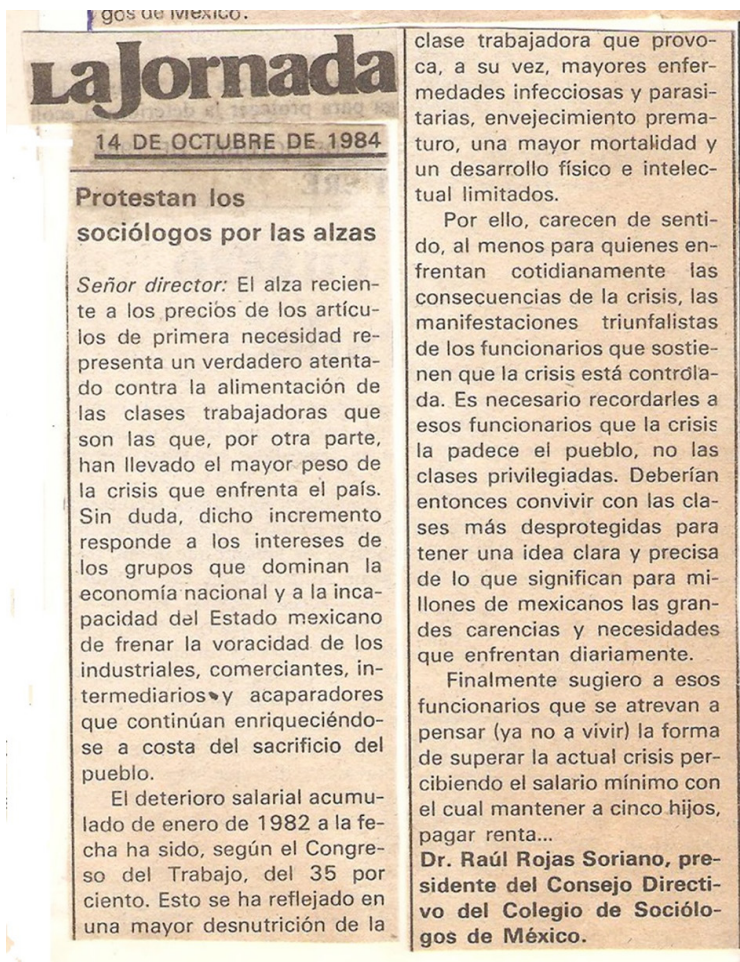 gos de México.
La Jornada
14 DE OCTUBRE DE 1984
Protestan los
sociólogos por las alzas
Señor director: El alza recien-
te a los precios de los artícu-
los de primera necesidad re-
presenta un verdadero atenta-
do contra la alimentación de
las clases trabajadoras que
son las que, por otra parte,
han llevado el mayor peso de
la crisis que enfrenta el país.
Sin duda, dicho incremento
responde a los intereses de
los grupos que dominan la
economía nacional y a la inca-
pacidad del Estado mexicano
de frenar la voracidad de los
industriales, comerciantes, in-
termediarios y acaparadores
que continúan enriqueciéndo-
se a costa del sacrificio del
pueblo.
El deterioro salarial acumu-
lado de enero de 1982 a la fe-
cha ha sido, según el Congre-
so del Trabajo, del 35 por
ciento. Esto se ha reflejado en
una mayor desnutrición de la
clase trabajadora que provo-
ca, a su vez, mayores enfer-
medades infecciosas y parasi-
tarias, envejecimiento prema-
turo, una mayor mortalidad y
un desarrollo físico e intelec-
tual limitados.
Por ello, carecen de senti-
do, al menos para quienes en-
frentan cotidianamente las
consecuencias de la crisis, las
manifestaciones triunfalistas
de los funcionarios que sostie-
nen que la crisis está controla-
da. Es necesario recordarles a
esos funcionarios que la crisis
la padece el pueblo, no las
clases privilegiadas. Deberían
entonces convivir con las cla-
ses más desprotegidas para
tener una idea clara y precisa
de lo que significan para mi-
llones de mexicanos las gran-
des carencias y necesidades
que enfrentan diariamente.
Finalmente sugiero a esos
funcionarios que se atrevan a
pensar (ya no a vivir) la forma
de superar la actual crisis per-
cibiendo el salario mínimo con
el cual mantener a cinco hijos,
pagar renta...
Dr. Raúl Rojas Soriano, pre-
sidente del Consejo Directi-
vo del Colegio de Sociólo-
gos de México.